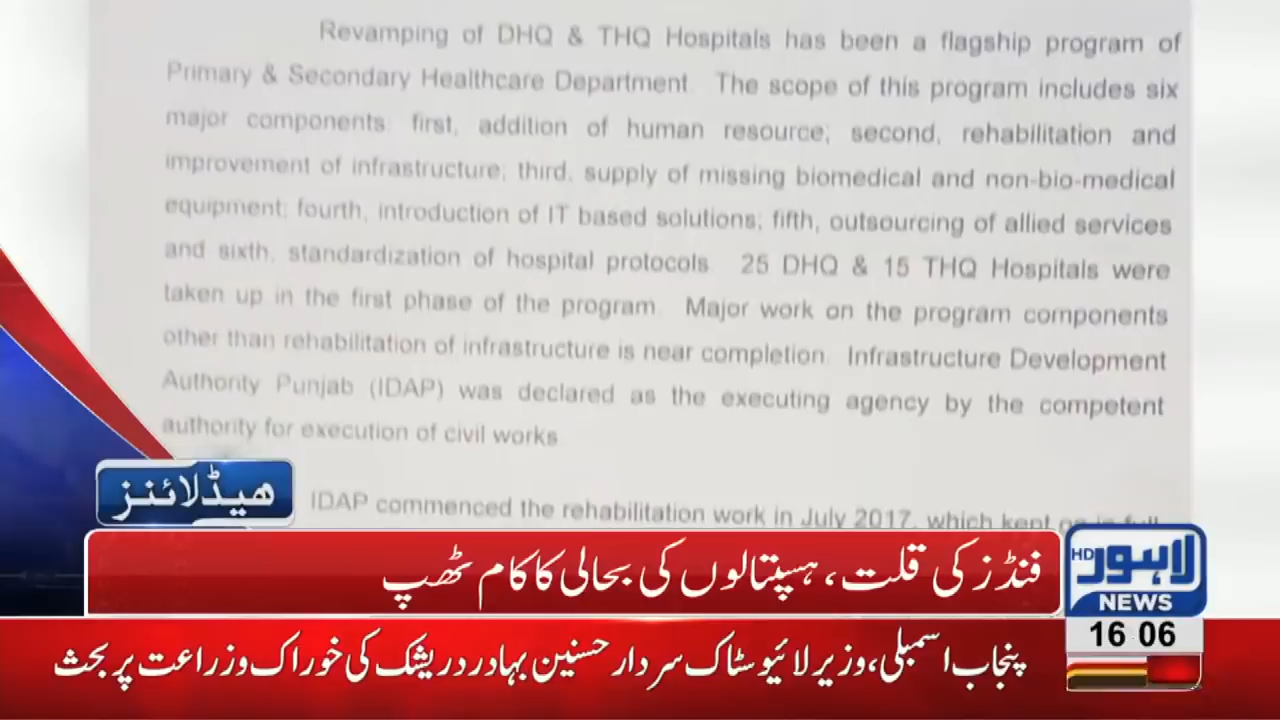 Revamping of DHQ & THQ Hospitals has been a flagship program of
Primary & Secondary Healthcare Department. The scope of this program includes six
major components first, addition of human resource; second, rehabilitation and
improvement of infrastructure; third, supply of missing biomedical and non-bio-medical
equipment; fourth, introduction of IT based solutions; fifth, outsourcing of allied services
and sixth, standardization of hospital protocols 25 DHQ & 15 THQ Hospitals were
taken up in the first phase of the program. Major work on the program components
other than rehabilitation of infrastructure is near completion. Infrastructure Development
Authority Punjab (IDAP) was declared as the executing agency by the competent
authority for execution of civil works
IDAP commenced the rehabilitation work in July 2017, which kept
ھیڈلائنز
فنڈز کی قلت، ہسپتالوں کی بحالی کا کام ٹھپ
لاہور HD
NEWS
16 06
پنجاب اسمبلی، وزیر لائیوسٹاک سردار حسنین بہادر دریشک کی خوراک وزراعت پر بحث